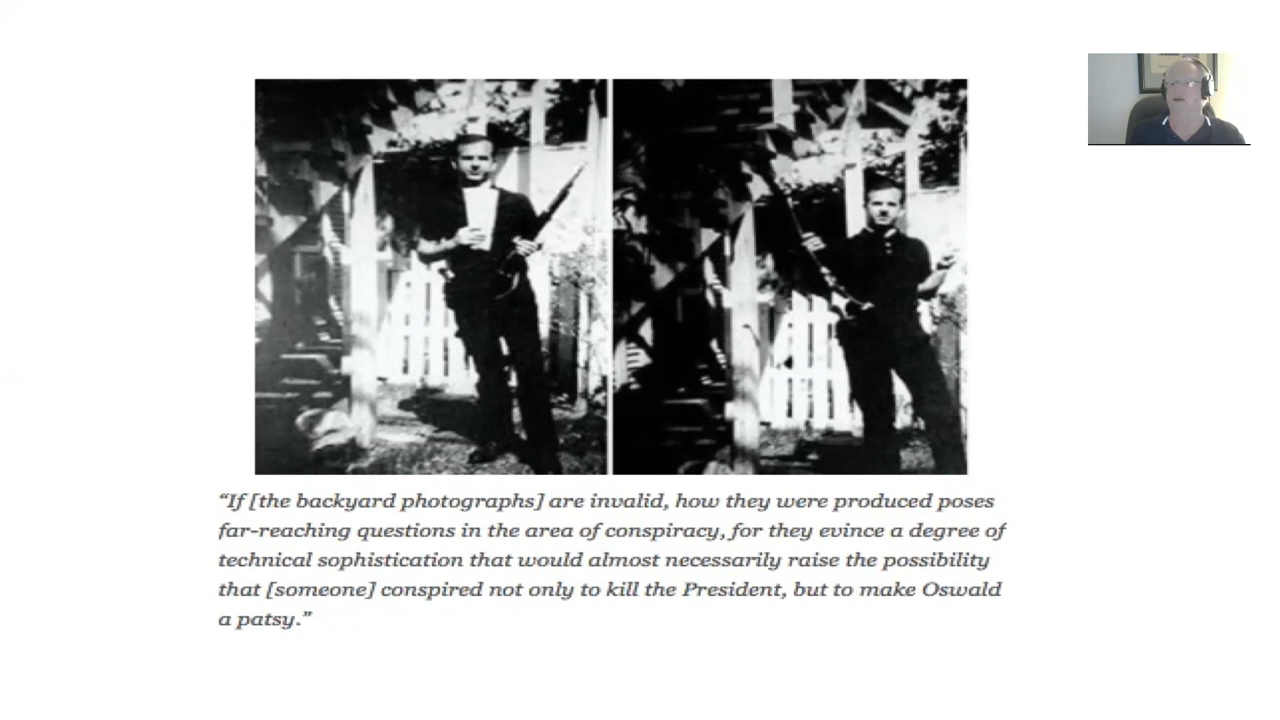 “If [the backyard photographs] are invalid, how they were produced poses
far-reaching questions in the area of conspiracy, for they evince a degree of
technical sophistication that would almost necessarily raise the possibility
that [someone] conspired not only to kill the President, but to make Oswald
a patsy.”